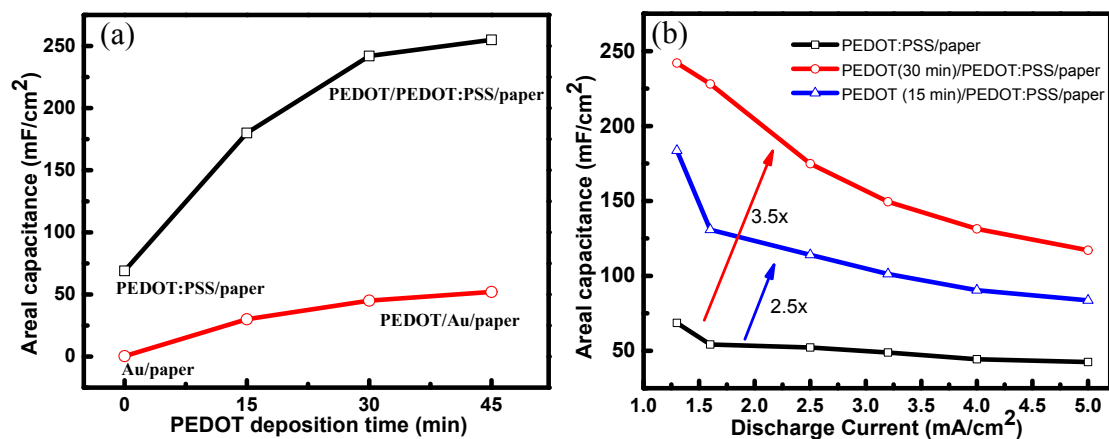 (a)
250
200
150
100
50
0
Areal capacitance (mF/cm²)
PEDOT/PEDOT:PSS/paper
PEDOT:PSS/paper
PEDOT/Au/paper
Au/paper
0 15 30 45
PEDOT deposition time (min)
(b)
PEDOT:PSS/paper
PEDOT(30 min)/PEDOT:PSS/paper
PEDOT (15 min)/PEDOT:PSS/paper
250
200
150
100
50
Areal capacitance (mF/cm²)
3.5x
2.5x
1.0 1.5 2.0 2.5 3.0 3.5 4.0 4.5 5.0
Discharge Current (mA/cm²)